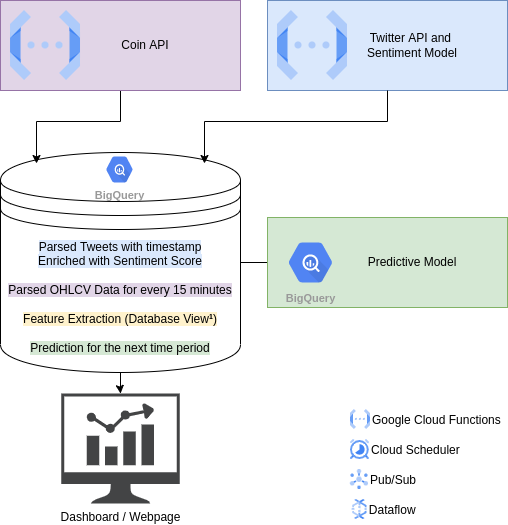 Coin API
Twitter API and
Sentiment Model
BigQuery
Parsed Tweets with timestamp
Enriched with Sentiment Score
Parsed OHLCV Data for every 15 minutes
Feature Extraction (Database View¹)
Prediction for the next time period
Predictive Model
BigQuery
Dashboard / Webpage
Google Cloud Functions
Cloud Scheduler
Pub/Sub
Dataflow